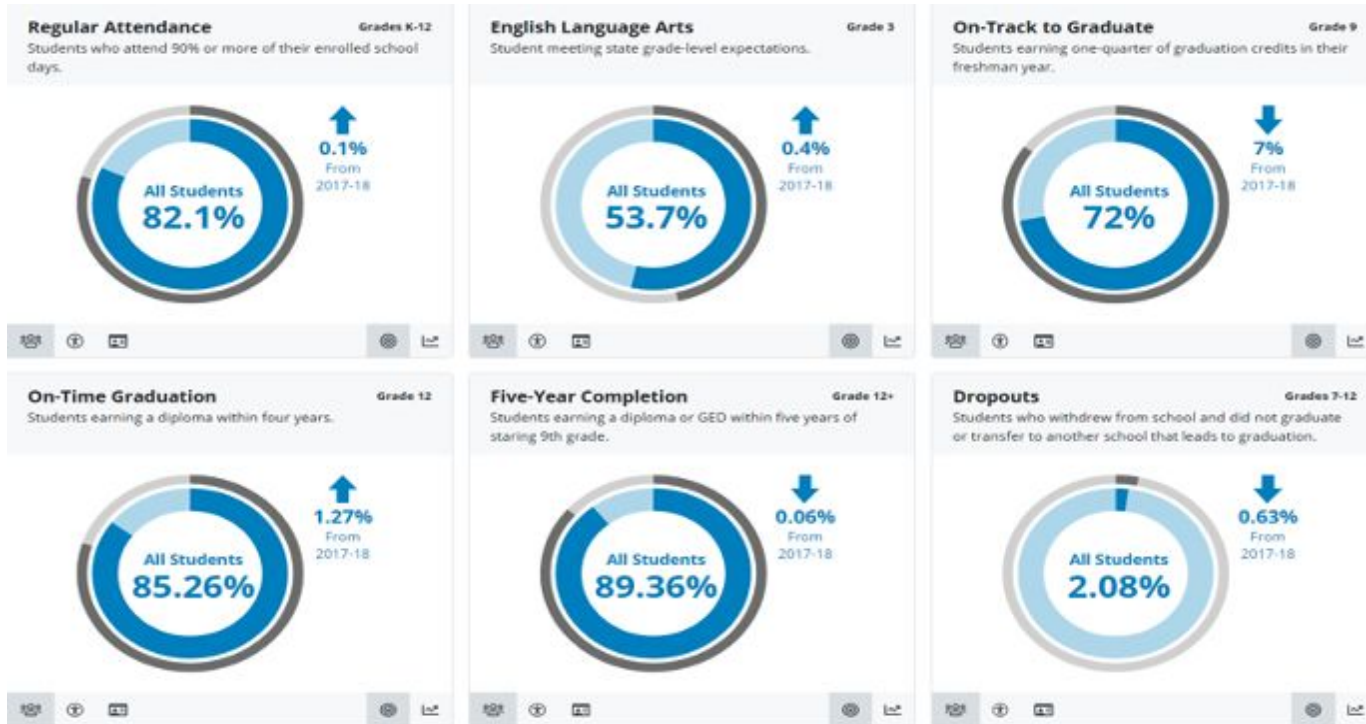 Regular Attendance
Grades K-12
Students who attend 90% or more of their enrolled school
days.
0.1%
From
2017-18
All Students
82.1%
English Language Arts
Grade 3
Student meeting state grade-level expectations.
0.4%
From
2017-18
All Students
53.7%
On-Track to Graduate
Grade 9
Students earning one-quarter of graduation credits in their
freshman year.
7%
From
2017-18
All Students
72%
On-Time Graduation
Grade 12
Students earning a diploma within four years.
1.27%
From
2017-18
All Students
85.26%
Five-Year Completion
Grade 12+
Students earning a diploma or GED within five years of
staring 9th grade.
0.06%
From
2017-18
All Students
89.36%
Dropouts
Grades 7-12
Students who withdrew from school and did not graduate
or transfer to another school that leads to graduation.
0.63%
From
2017-18
All Students
2.08%